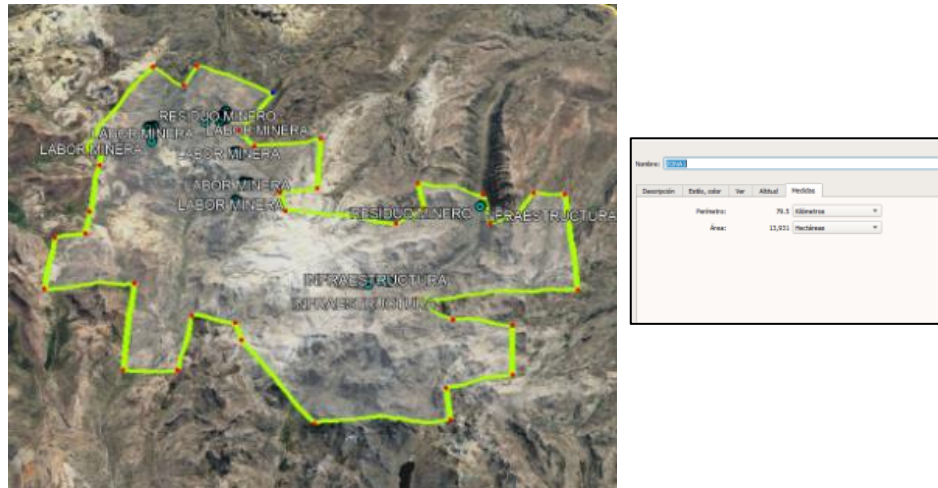 RESIDUO MINERO
LABOR MINERA
LABOR MINERA
LABOR MINERA
LABOR MINERA
LABOR MINERA
LABOR MINERA
RESIDUO MINERO
INFRAESTRUCTURA
INFRAESTRUCTURA
INFRAESTRUCTURA
Nombre: ZONA1
Descripción Estilo, color Ver Altitud Medidas
Perímetro: 79.5 Kilómetros
Área: 13,931 Hectáreas